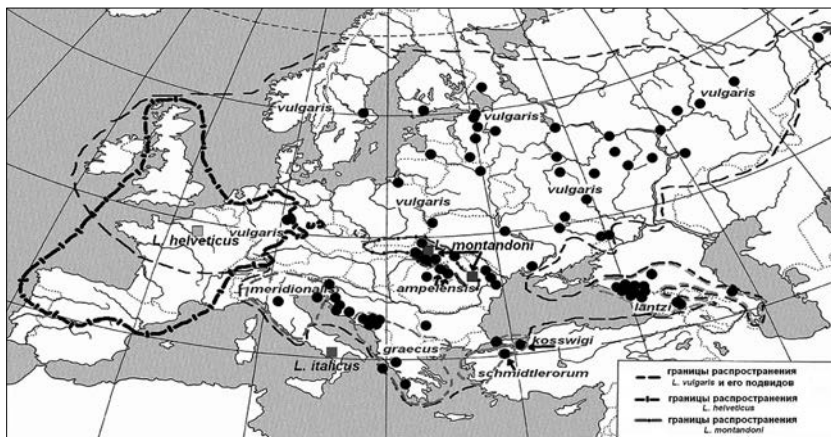 vulgaris
vulgaris
vulgaris
vulgaris
vulgaris
vulgaris
L. helveticus
L. montandoni
ampelensis
meridionalis
lantzi
graecus
kosswigi
L. italicus
schmidtlerorum
границы распространения
L. vulgaris и его подвидов
границы распространения
L. helveticus
границы распространения
L. montandoni